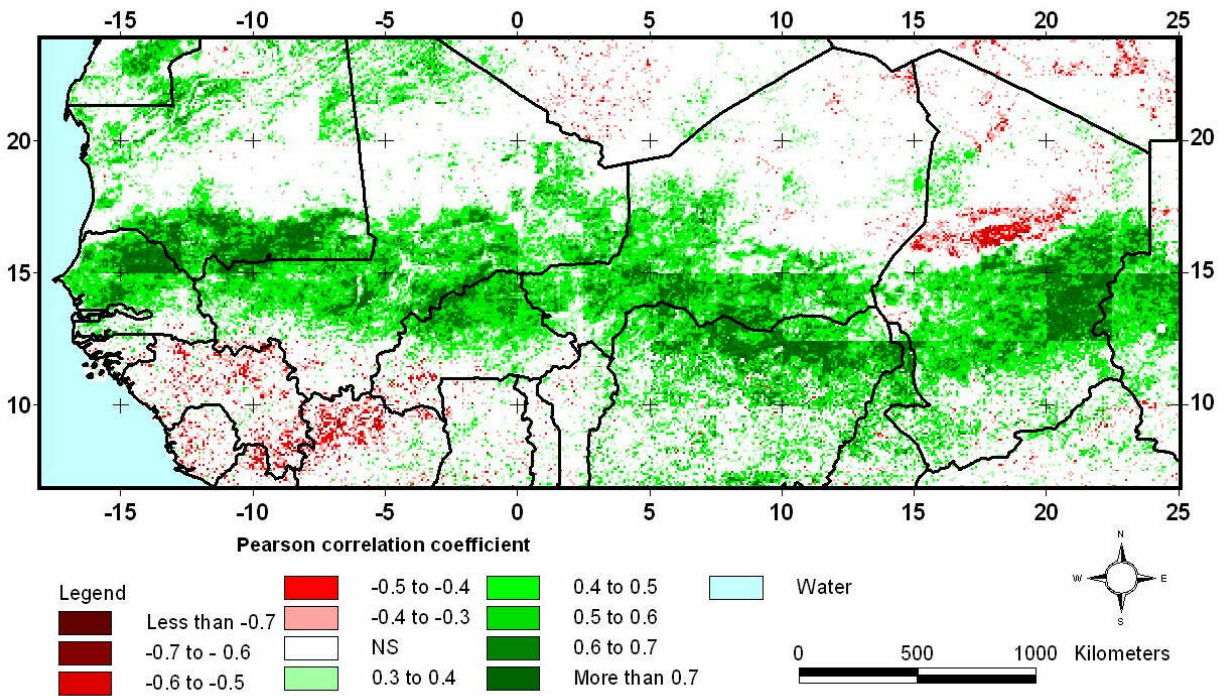 -15 -10 -5 0 5 10 15 20 25
20 20
15 15
10 10
-15 -10 -5 0 5 10 15 20 25
Pearson correlation coefficient
Legend
Less than -0.7
-0.7 to - 0.6
-0.6 to -0.5
-0.5 to -0.4
-0.4 to -0.3
NS
0.3 to 0.4
0.4 to 0.5
0.5 to 0.6
0.6 to 0.7
More than 0.7
Water
N
W E
S
0 500 1000 Kilometers